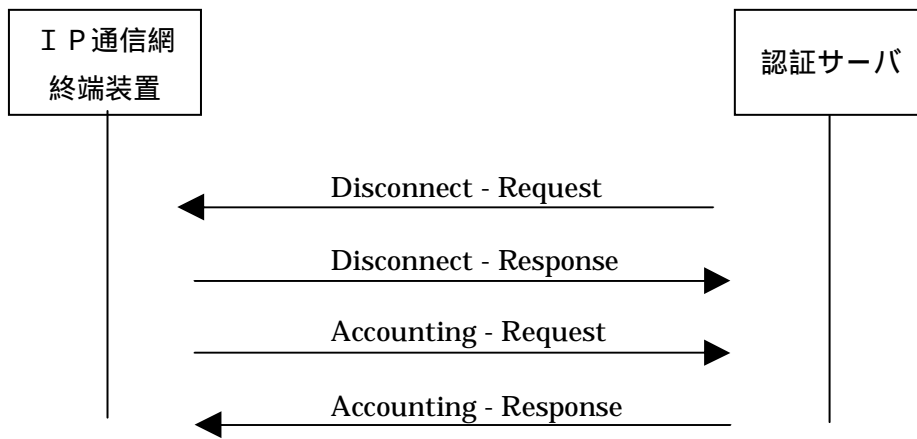 ＩＰ通信網
終端装置
認証サーバ
Disconnect - Request
Disconnect - Response
Accounting - Request
Accounting - Response